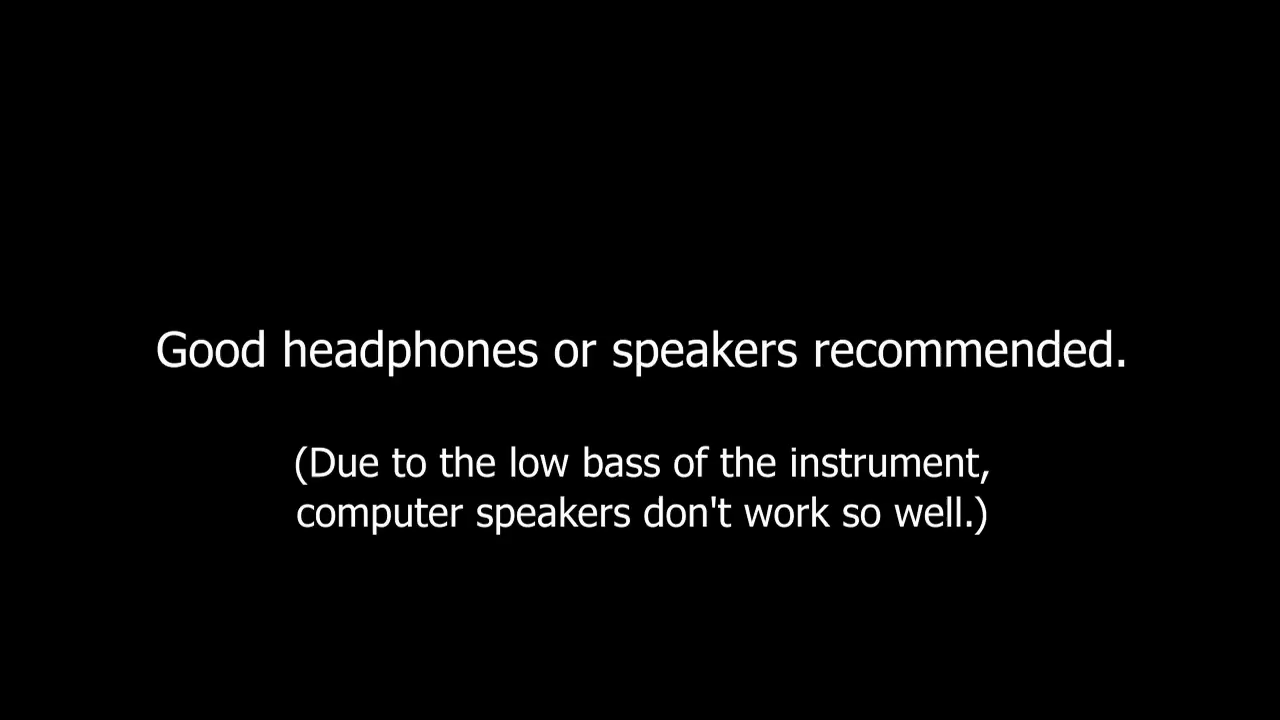 Good headphones or speakers recommended.
(Due to the low bass of the instrument,
computer speakers don't work so well.)